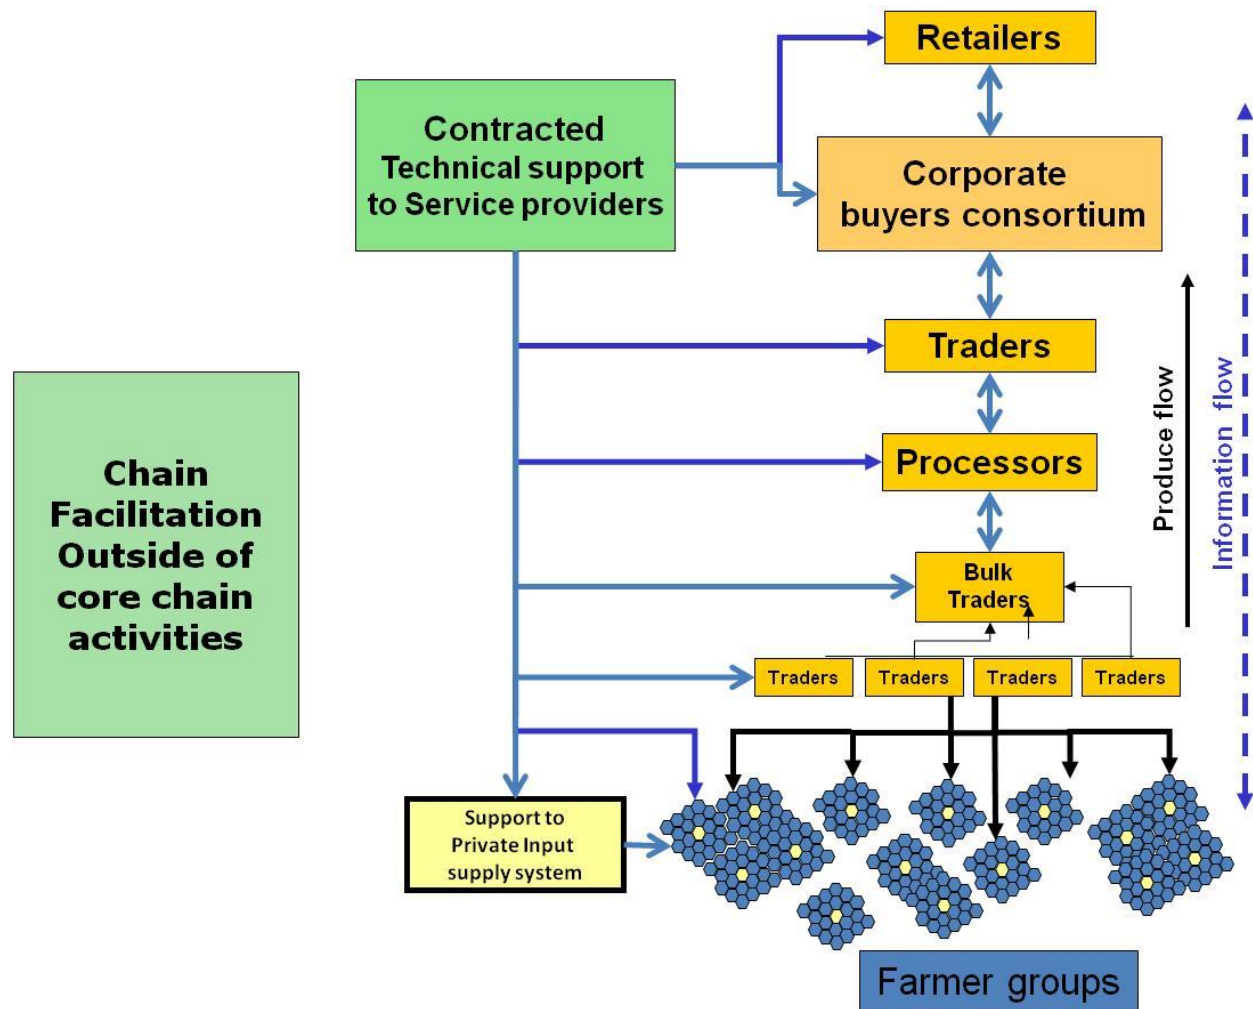 Retailers
Contracted
Technical support
to Service providers
Corporate
buyers consortium
Traders
Processors
Bulk
Traders
Traders
Traders
Traders
Traders
Produce flow
Information flow
Chain
Facilitation
Outside of
core chain
activities
Support to
Private Input
supply system
Farmer groups